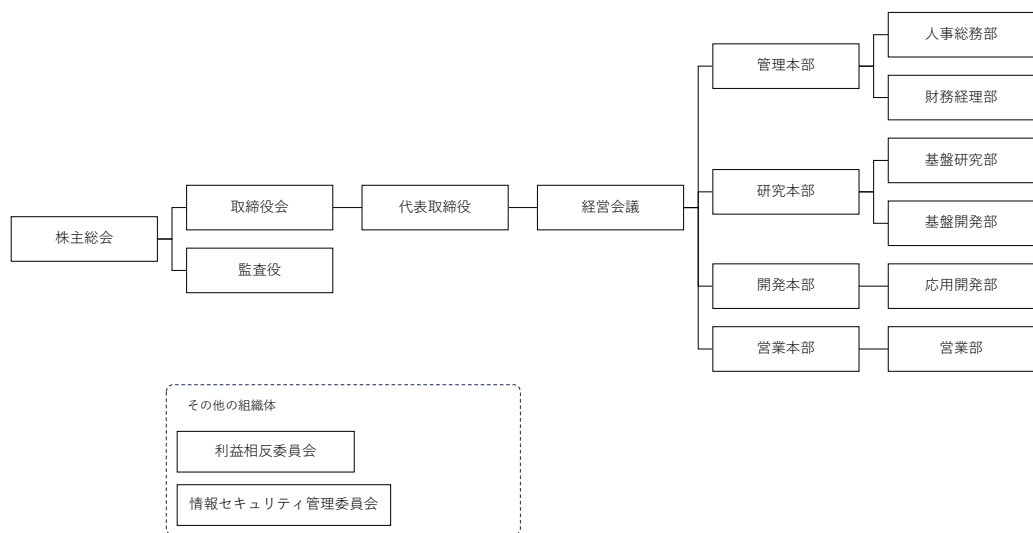 株主総会
取締役会
監査役
代表取締役
経営会議
管理本部
人事総務部
財務経理部
研究本部
基盤研究部
基盤開発部
開発本部
応用開発部
営業本部
営業部
その他の組織体
利益相反委員会
情報セキュリティ管理委員会